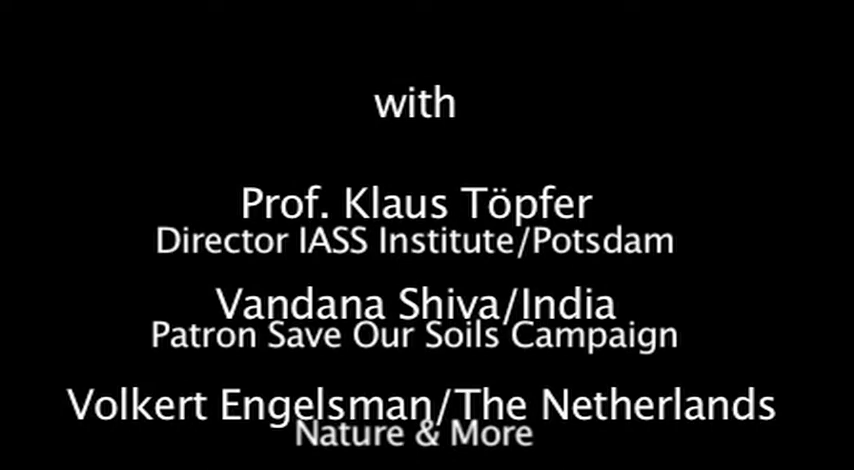 with
Prof. Klaus Töpfer
Director IASS Institute/Potsdam
Vandana Shiva/India
Patron Save Our Soils Campaign
Volkert Engelsman/The Netherlands
Nature & More